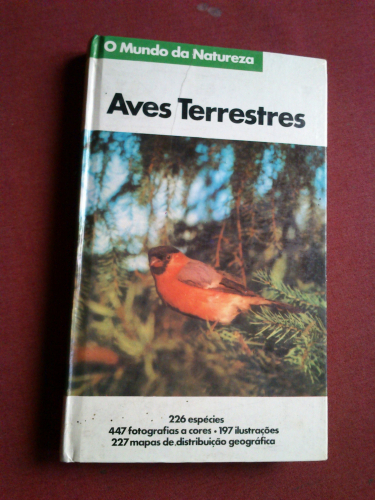 O Mundo da Natureza
Aves Terrestres
226 espécies
447 fotografias a cores • 197 ilustrações
227 mapas de distribuição geográfica